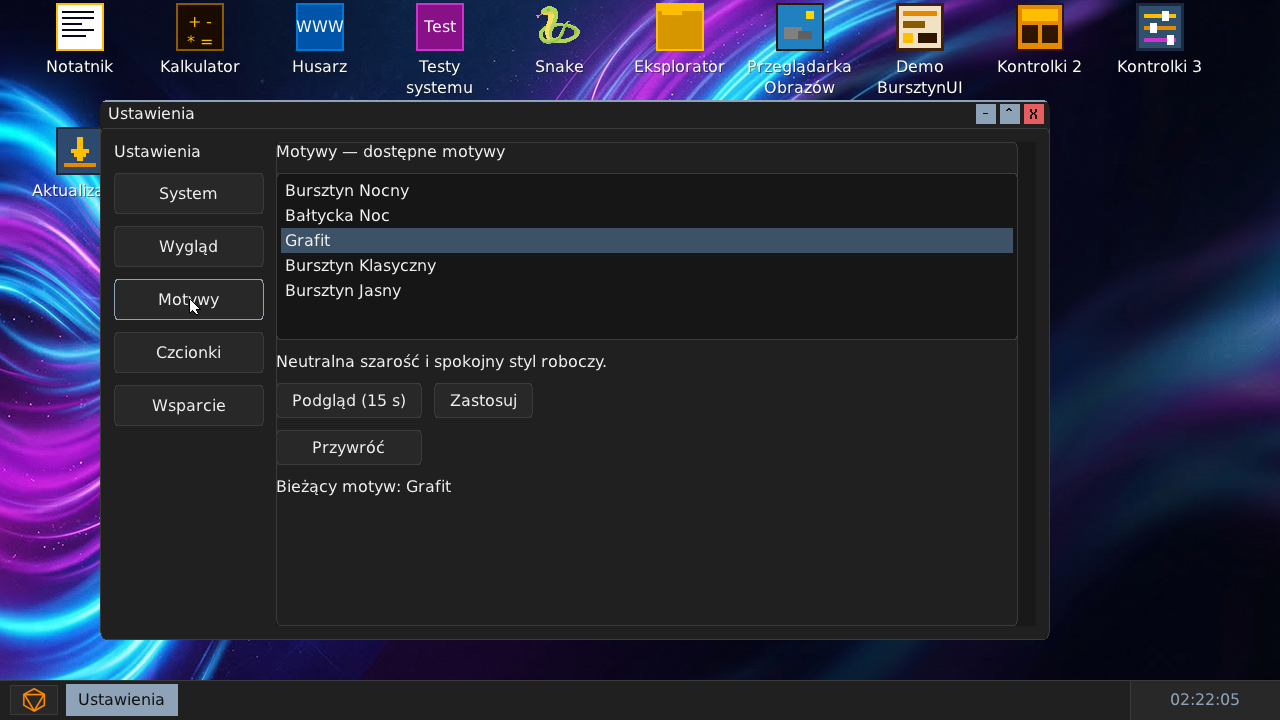 + -
* =
WWW
Test
Notatnik
Kalkulator
Husarz
Testy
systemu
Snake
Eksplorator
Przeglądarka
Obrazów
Demo
BursztynUI
Kontrolki 2
Kontrolki 3
Ustawienia
- ^ X
Aktualiza
Ustawienia
System
Wygląd
Motywy
Czcionki
Wsparcie
Motywy — dostępne motywy
Bursztyn Nocny
Bałtycka Noc
Grafit
Bursztyn Klasyczny
Bursztyn Jasny
Neutralna szarość i spokojny styl roboczy.
Podgląd (15 s)
Zastosuj
Przywróć
Bieżący motyw: Grafit
Ustawienia
02:22:05